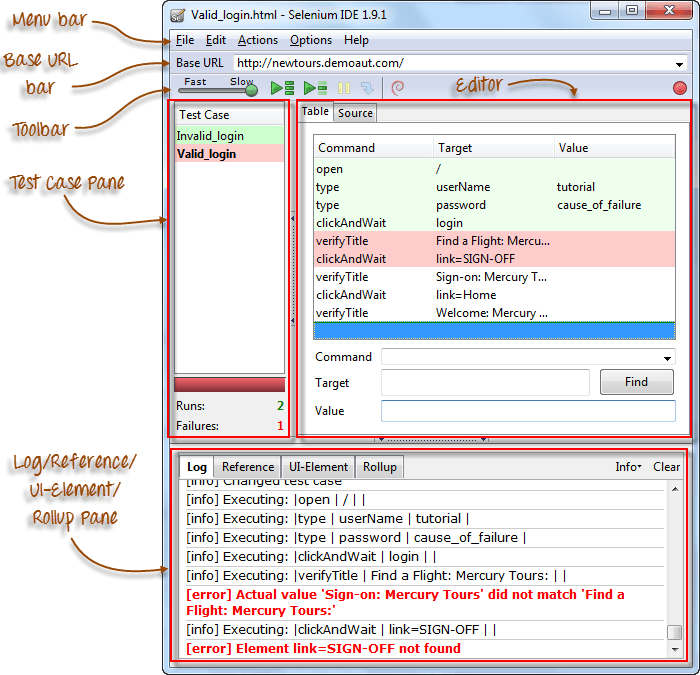 Menu bar
Base URL
bar
Toolbar
Test Case Pane
Log/Reference/
UI-Element/
Rollup Pane
Editor
Se
Valid_login.html - Selenium IDE 1.9.1
File Edit Actions Options Help
Base URL http://newtours.demoaut.com/
Fast Slow
Test Case
Invalid_login
Valid_login
Runs: 2
Failures: 1
Table Source
Command Target Value
open /
type userName tutorial
type password cause_of_failure
clickAndWait login
verifyTitle Find a Flight: Mercu...
clickAndWait link=SIGN-OFF
verifyTitle Sign-on: Mercury T...
clickAndWait link=Home
verifyTitle Welcome: Mercury ...
Command
Target Find
Value
Log Reference UI-Element Rollup Info Clear
[info] Changed test case
[info] Executing: |open | / | |
[info] Executing: |type | userName | tutorial |
[info] Executing: |type | password | cause_of_failure |
[info] Executing: |clickAndWait | login | |
[info] Executing: |verifyTitle | Find a Flight: Mercury Tours: | |
[error] Actual value 'Sign-on: Mercury Tours' did not match 'Find a
Flight: Mercury Tours:'
[info] Executing: |clickAndWait | link=SIGN-OFF | |
[error] Element link=SIGN-OFF not found